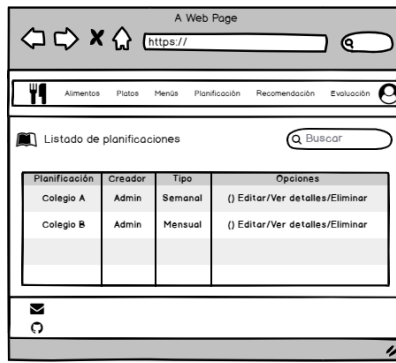 A Web Page
https://
Alimentos Platos Menús Planificación Recomendación Evaluación
Listado de planificaciones
Buscar
Planificación Creador Tipo Opciones
Colegio A Admin Semanal () Editar/Ver detalles/Eliminar
Colegio B Admin Mensual () Editar/Ver detalles/Eliminar